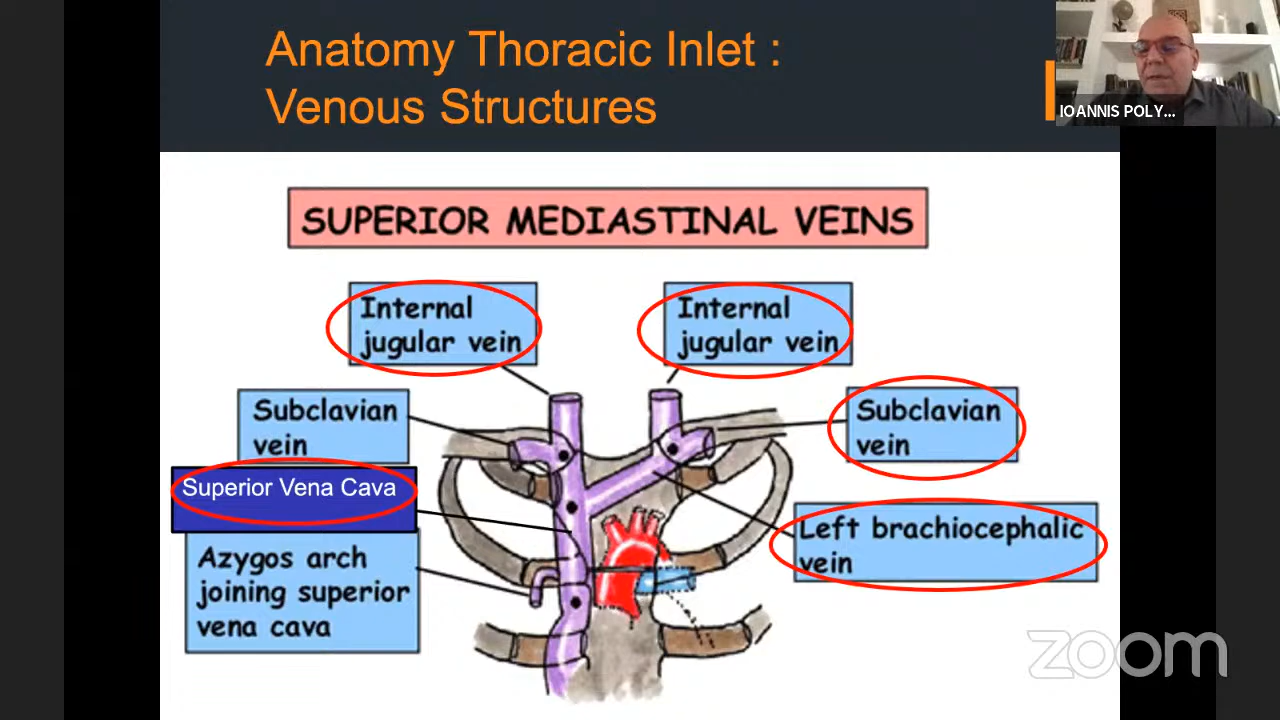 Anatomy Thoracic Inlet :
Venous Structures
IOANNIS POLY...
SUPERIOR MEDIASTINAL VEINS
Internal
jugular vein
Internal
jugular vein
Subclavian
vein
Subclavian
vein
Superior Vena Cava
Left brachiocephalic
vein
Azygos arch
joining superior
vena cava
zoom